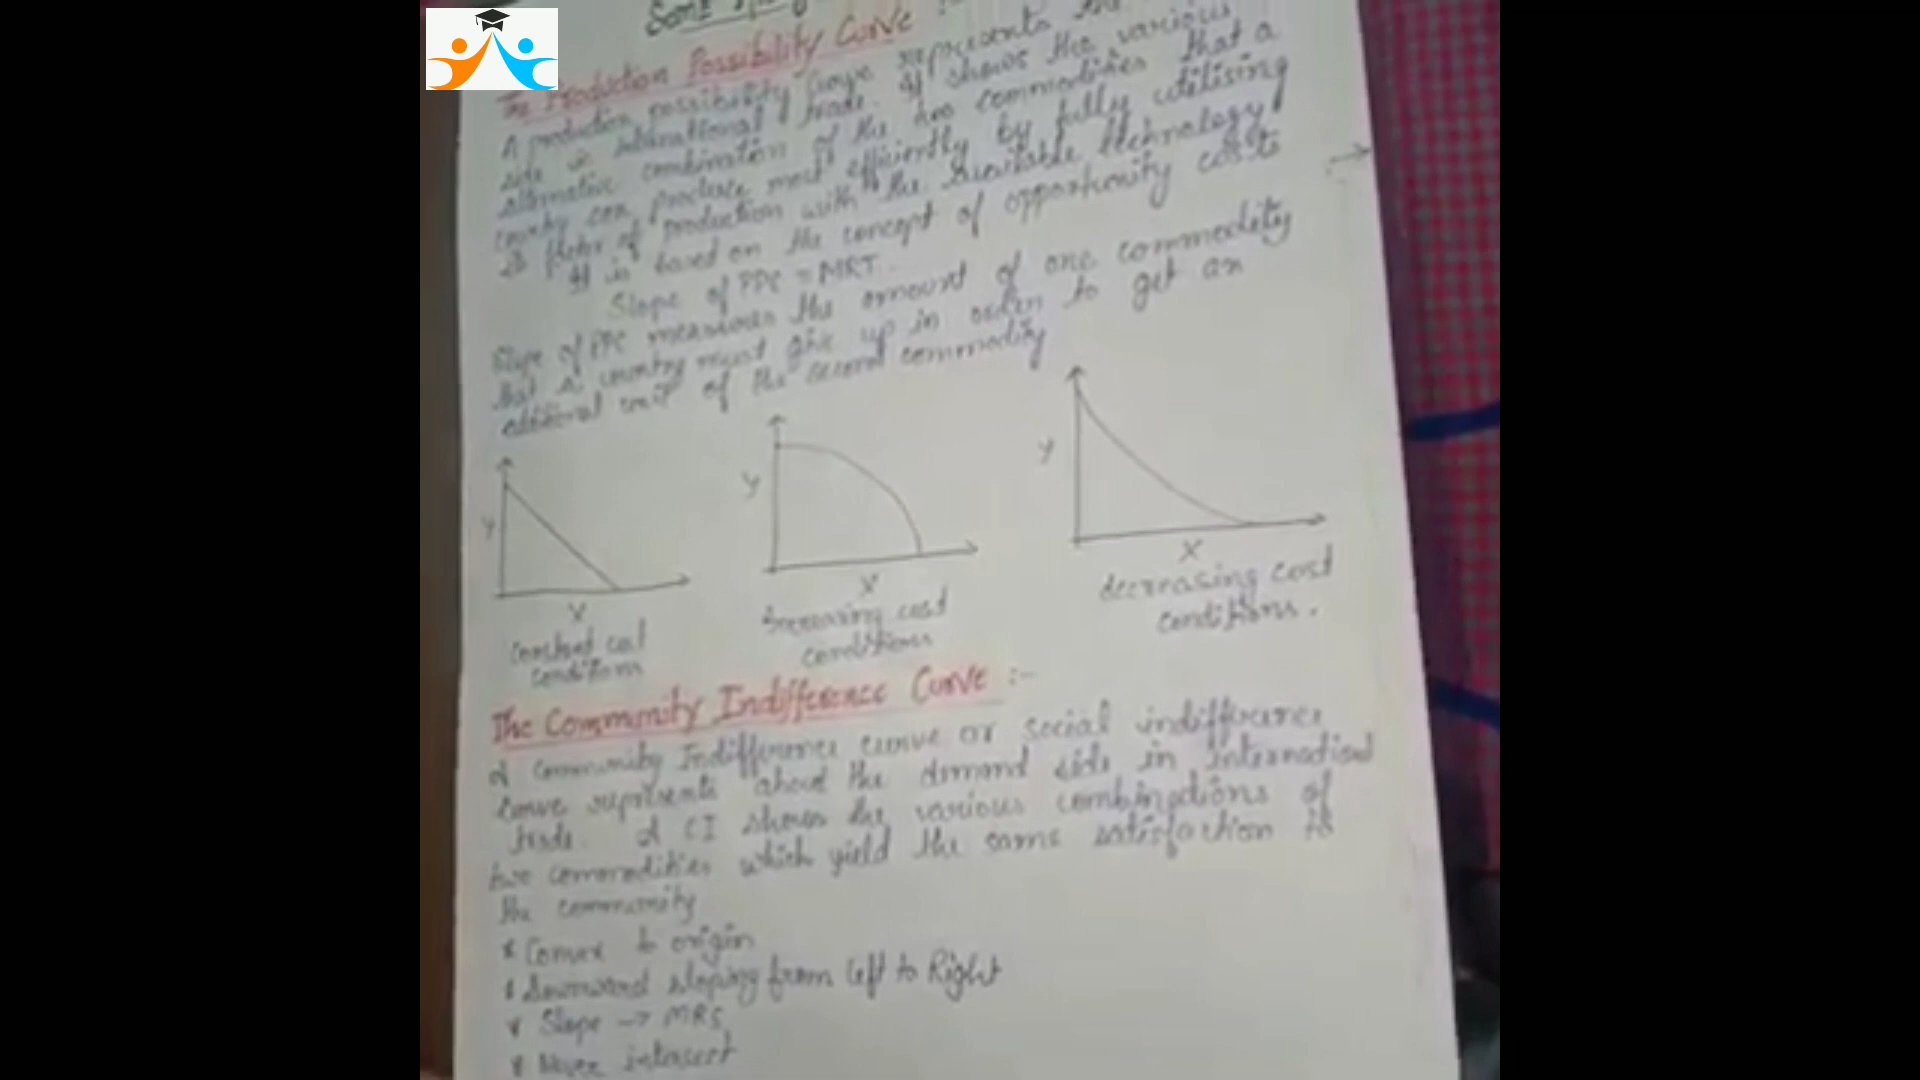 The Production Possibility Curve :-
A production possibility curve represents the
side in international trade. It shows the various
alternative combination of the two commodities that a
country can produce most efficiently by fully utilising
factor of production with the available technology
It is based on the concept of opportunity costs
Slope of PPC = MRT.
Slope of PPC measures the amount of one commodity
that a country must give up in order to get an
additional unit of the second commodity
Y
X
constant cost
conditions
Y
X
Increasing cost
conditions
Y
X
decreasing cost
conditions.
The Community Indifference Curve :-
A Community Indifference curve or social indifference
curve represents about the demand side in International
trade. A CI shows the various combinations of
two commodities which yield the same satisfaction to
the community
* Convex to origin
* Downward sloping from left to Right
* Slope → MRS
* Never intersect